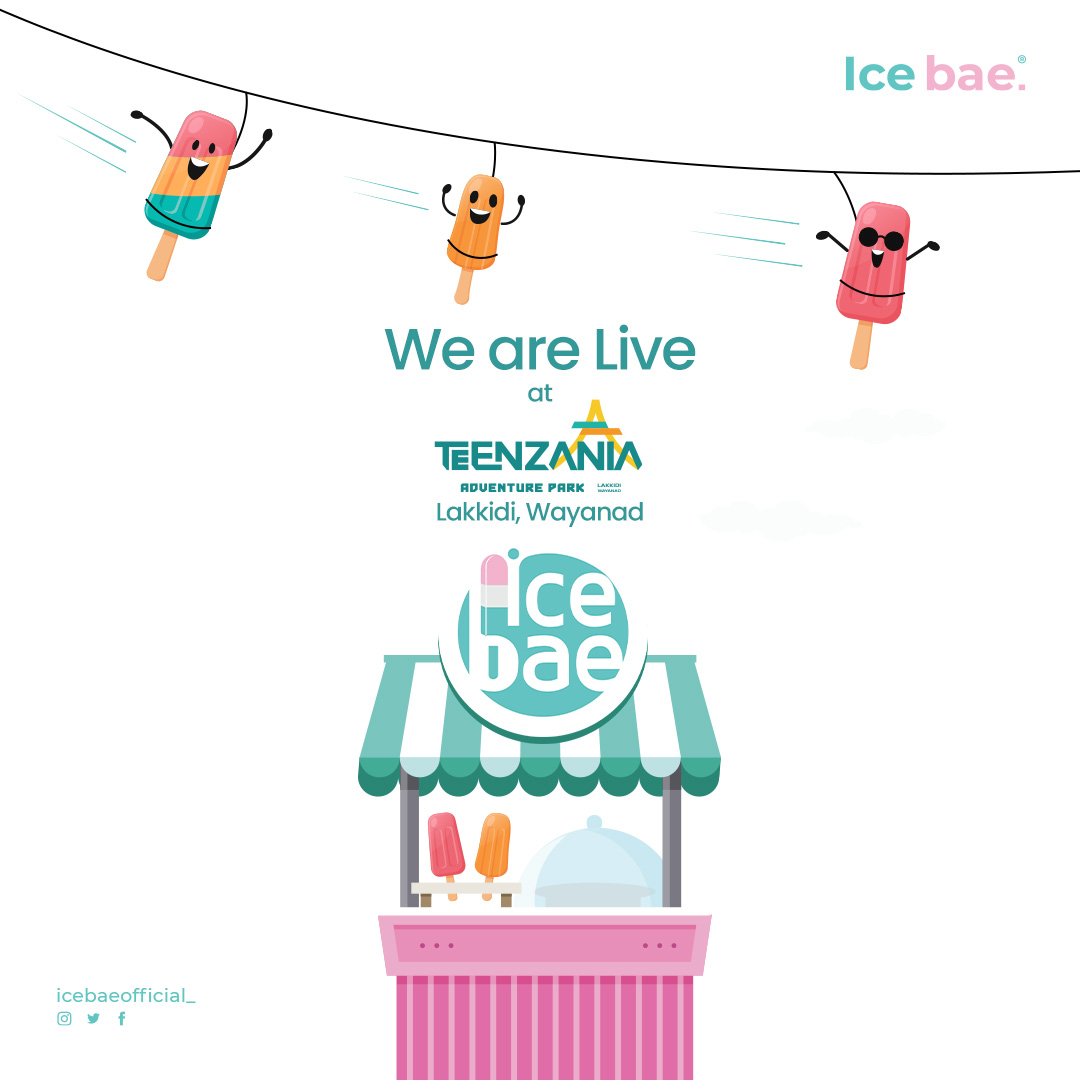 Ice bae.®
We are Live
at
TEENZANIA
ADVENTURE PARK LAKKIDI
WAYANAD
Lakkidi, Wayanad
ice
bae
icebaeofficial_